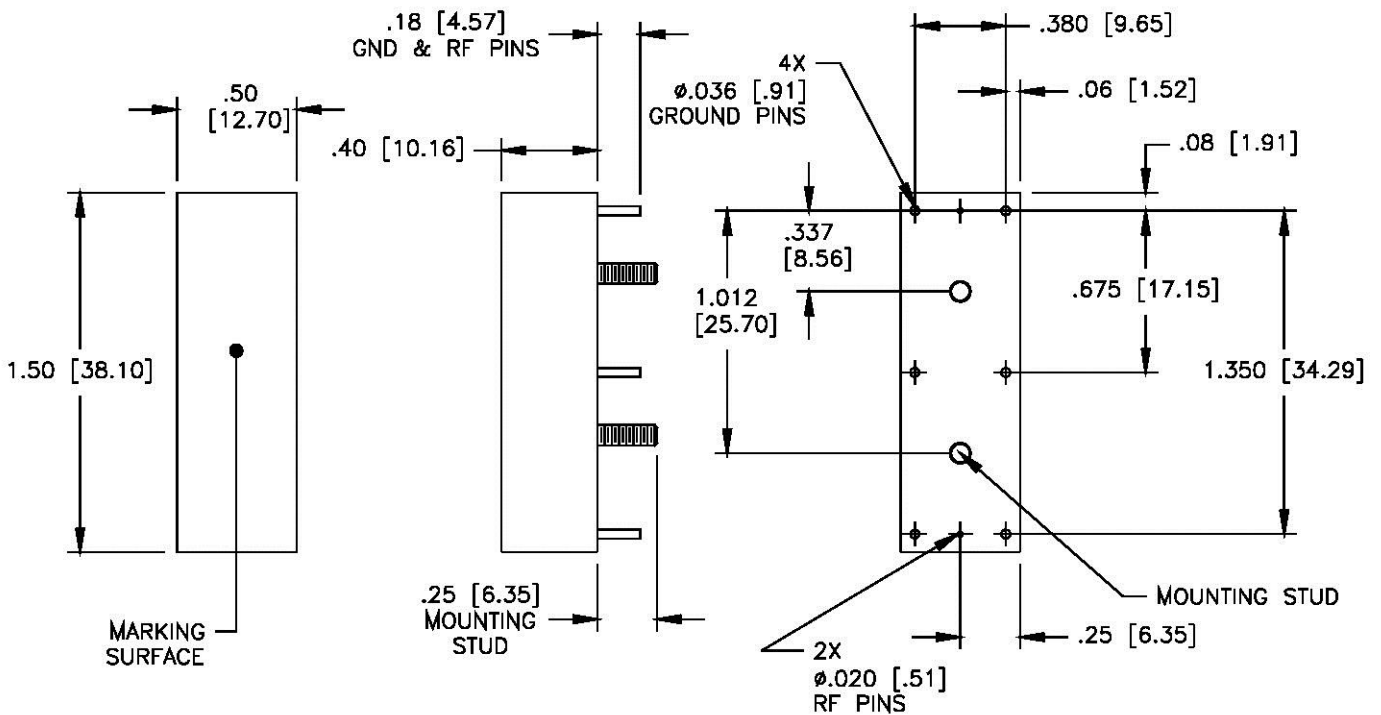 .18 [4.57]
GND & RF PINS
.380 [9.65]
4X
ø.036 [.91]
GROUND PINS
.06 [1.52]
.50
[12.70]
.40 [10.16]
.08 [1.91]
.337
[8.56]
.675 [17.15]
1.012
[25.70]
1.50 [38.10]
1.350 [34.29]
.25 [6.35]
MOUNTING
STUD
MOUNTING STUD
MARKING
SURFACE
.25 [6.35]
2X
ø.020 [.51]
RF PINS